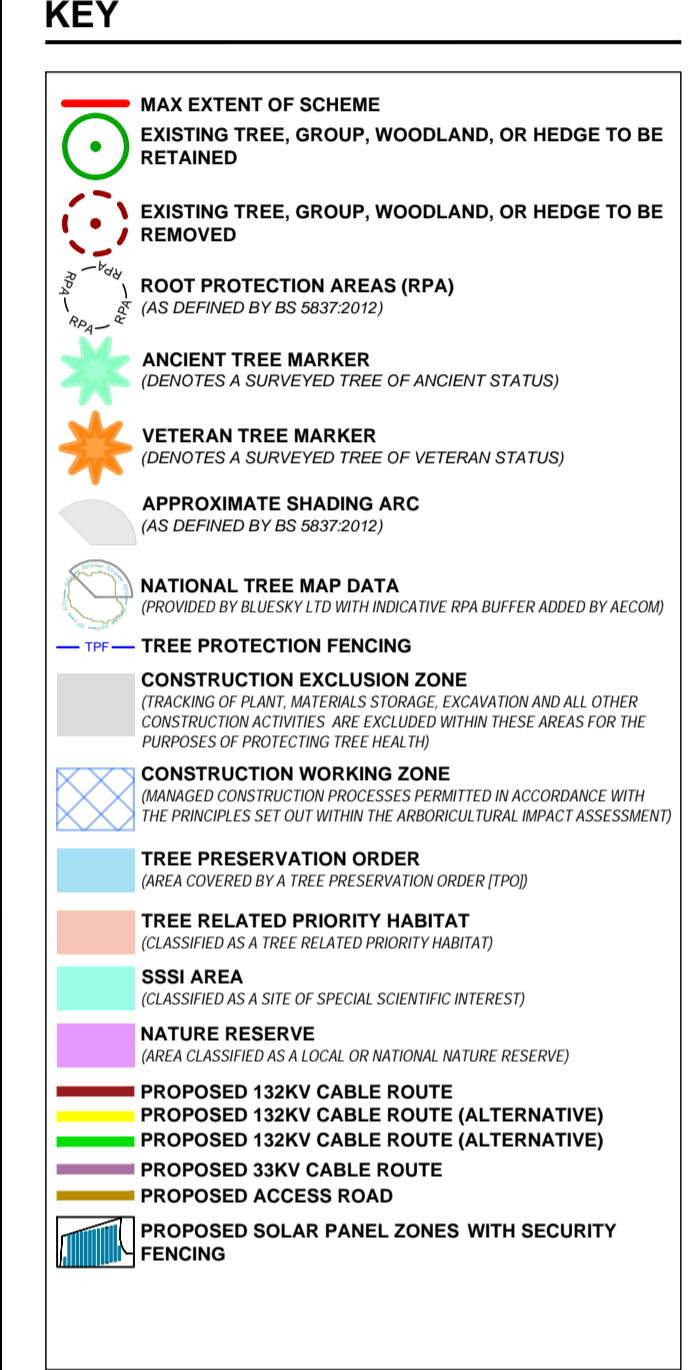 KEY
MAX EXTENT OF SCHEME
EXISTING TREE, GROUP, WOODLAND, OR HEDGE TO BE
RETAINED
EXISTING TREE, GROUP, WOODLAND, OR HEDGE TO BE
REMOVED
RPA RPA RPA RPA
ROOT PROTECTION AREAS (RPA)
(AS DEFINED BY BS 5837:2012)
ANCIENT TREE MARKER
(DENOTES A SURVEYED TREE OF ANCIENT STATUS)
VETERAN TREE MARKER
(DENOTES A SURVEYED TREE OF VETERAN STATUS)
APPROXIMATE SHADING ARC
(AS DEFINED BY BS 5837:2012)
NATIONAL TREE MAP DATA
(PROVIDED BY BLUESKY LTD WITH INDICATIVE RPA BUFFER ADDED BY AECOM)
TPF TREE PROTECTION FENCING
CONSTRUCTION EXCLUSION ZONE
(TRACKING OF PLANT, MATERIALS STORAGE, EXCAVATION AND ALL OTHER
CONSTRUCTION ACTIVITIES ARE EXCLUDED WITHIN THESE AREAS FOR THE
PURPOSES OF PROTECTING TREE HEALTH)
CONSTRUCTION WORKING ZONE
(MANAGED CONSTRUCTION PROCESSES PERMITTED IN ACCORDANCE WITH
THE PRINCIPLES SET OUT WITHIN THE ARBORICULTURAL IMPACT ASSESSMENT)
TREE PRESERVATION ORDER
(AREA COVERED BY A TREE PRESERVATION ORDER [TPO])
TREE RELATED PRIORITY HABITAT
(CLASSIFIED AS A TREE RELATED PRIORITY HABITAT)
SSSI AREA
(CLASSIFIED AS A SITE OF SPECIAL SCIENTIFIC INTEREST)
NATURE RESERVE
(AREA CLASSIFIED AS A LOCAL OR NATIONAL NATURE RESERVE)
PROPOSED 132KV CABLE ROUTE
PROPOSED 132KV CABLE ROUTE (ALTERNATIVE)
PROPOSED 132KV CABLE ROUTE (ALTERNATIVE)
PROPOSED 33KV CABLE ROUTE
PROPOSED ACCESS ROAD
PROPOSED SOLAR PANEL ZONES WITH SECURITY
FENCING